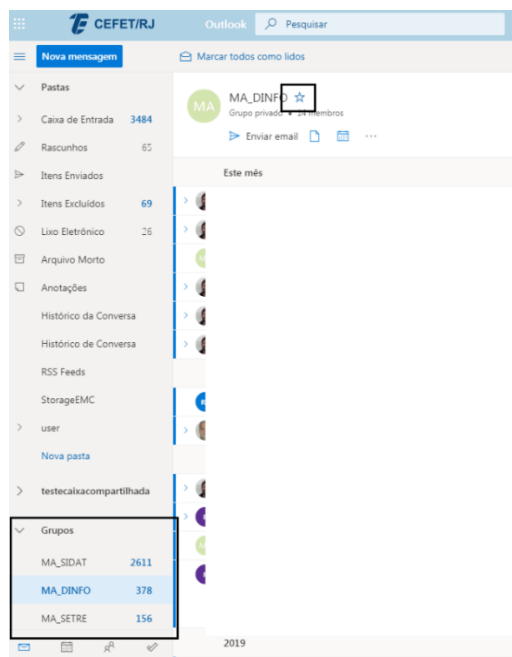 CEFET/RJ
Outlook
Pesquisar
Nova mensagem
Marcar todos como lidos
Pastas
Caixa de Entrada 3484
Rascunhos 65
Itens Enviados
Itens Excluídos 69
Lixo Eletrônico 26
Arquivo Morto
Anotações
Histórico da Conversa
Histórico de Conversa
RSS Feeds
StorageEMC
user
Nova pasta
testecaixacompartilhada
Grupos
MA_SIDAT 2611
MA_DINFO 378
MA_SETRE 156
MA
MA_DINFO
Grupo privado • 14 membros
Enviar email
Este mês
2019